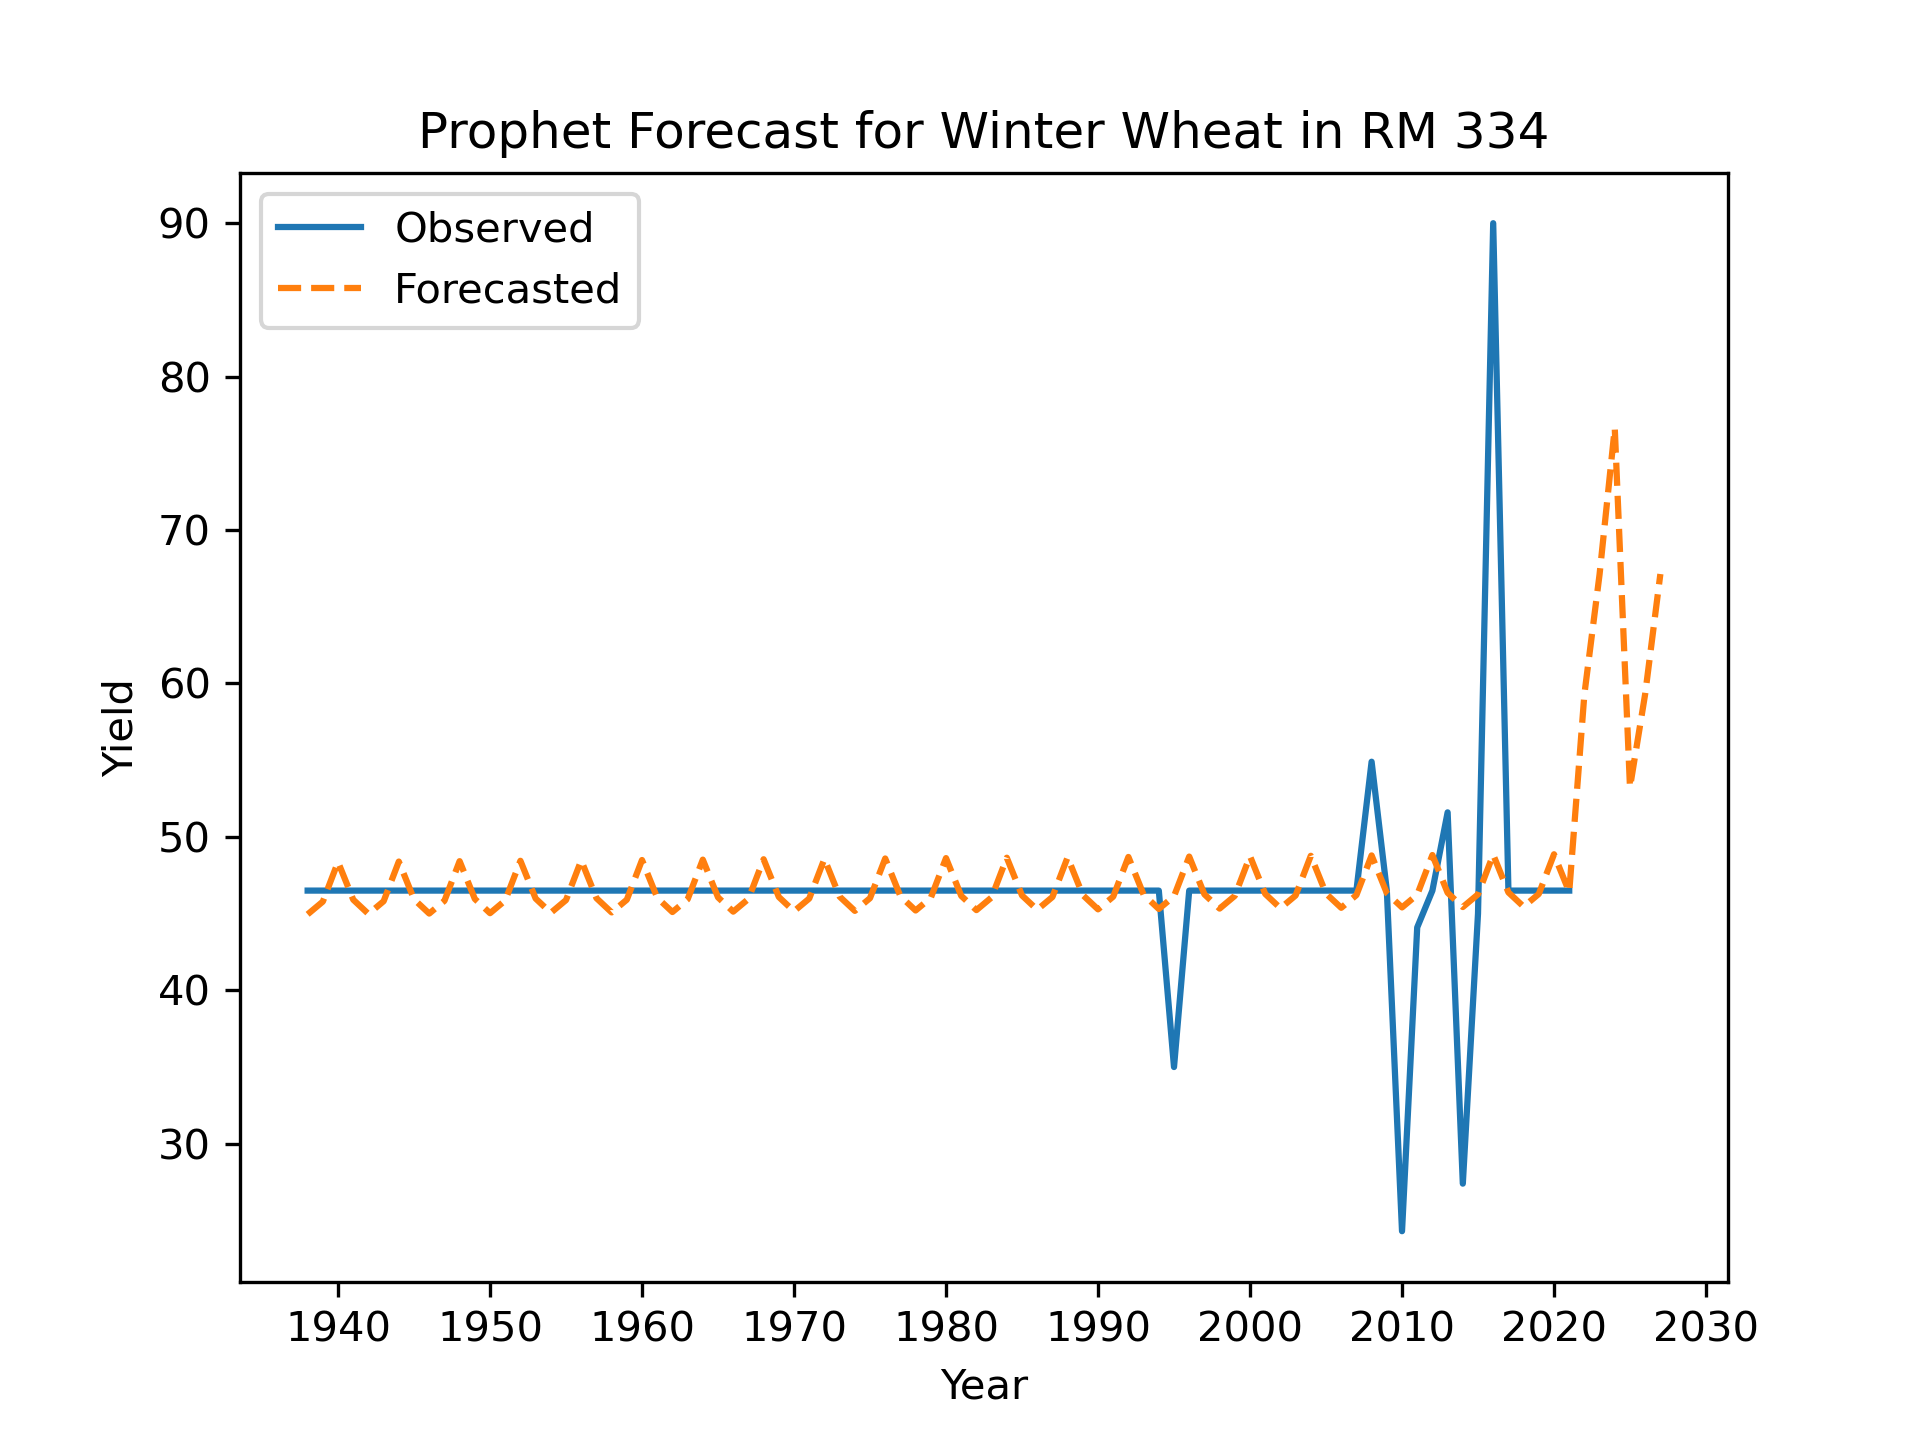 Prophet Forecast for Winter Wheat in RM 334
Observed
Forecasted
90
80
70
60
50
40
30
Yield
1940 1950 1960 1970 1980 1990 2000 2010 2020 2030
Year